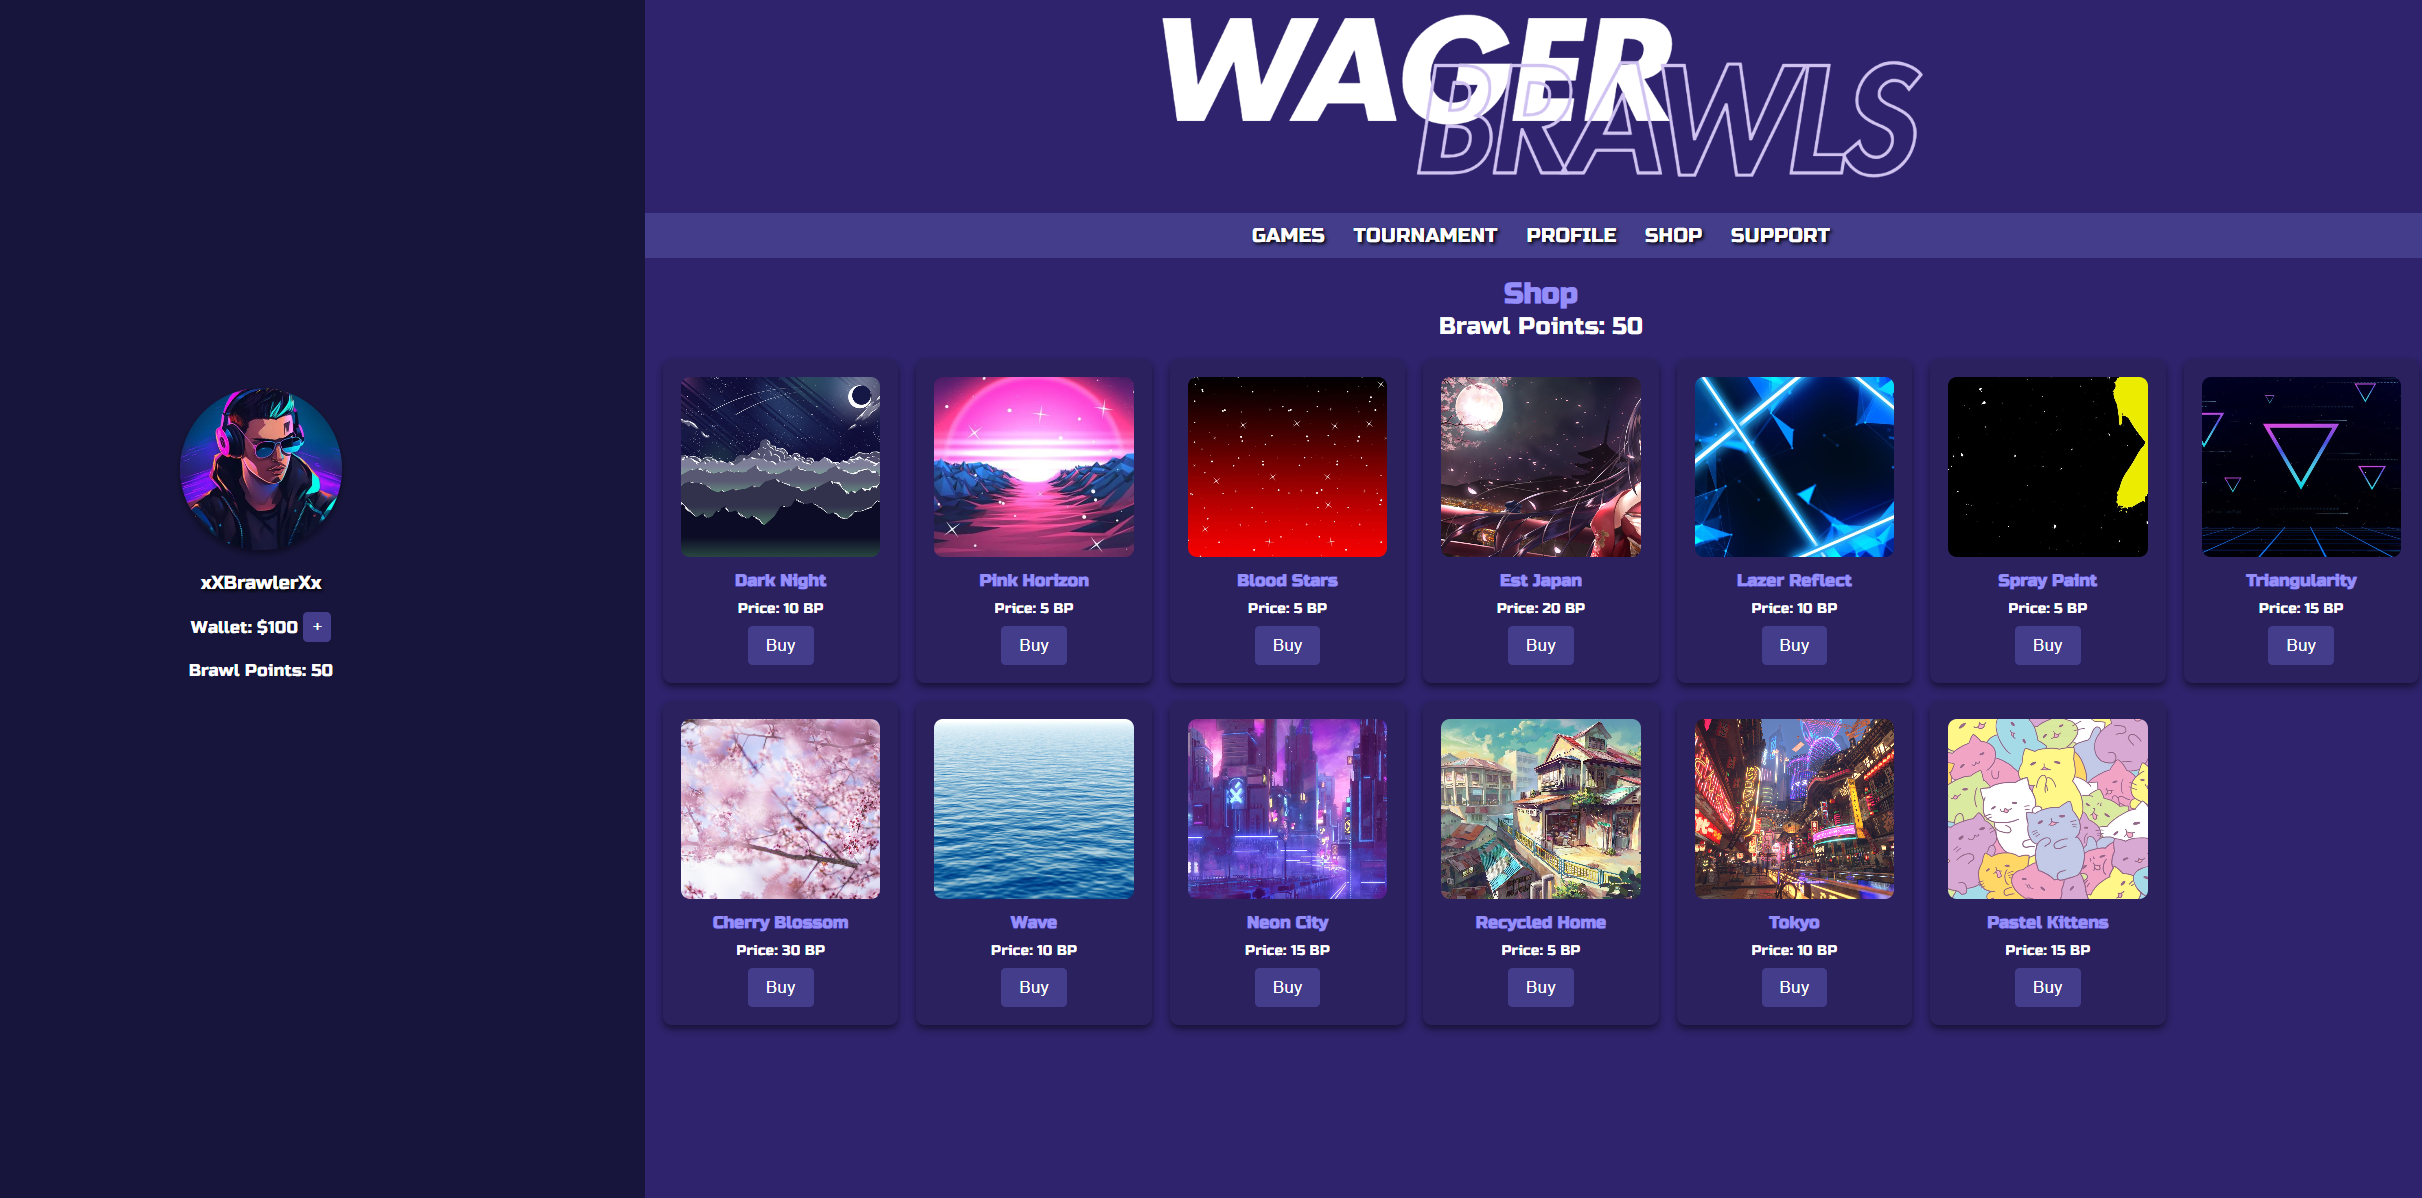 WAGER
BRAWLS
GAMES TOURNAMENT PROFILE SHOP SUPPORT
Shop
Brawl Points: 50
xXBrawlerXx
Wallet: $100 +
Brawl Points: 50
Dark Night
Price: 10 BP
Buy
Pink Horizon
Price: 5 BP
Buy
Blood Stars
Price: 5 BP
Buy
Est Japan
Price: 20 BP
Buy
Lazer Reflect
Price: 10 BP
Buy
Spray Paint
Price: 5 BP
Buy
Triangularity
Price: 15 BP
Buy
Cherry Blossom
Price: 30 BP
Buy
Wave
Price: 10 BP
Buy
Neon City
Price: 15 BP
Buy
Recycled Home
Price: 5 BP
Buy
Tokyo
Price: 10 BP
Buy
Pastel Kittens
Price: 15 BP
Buy